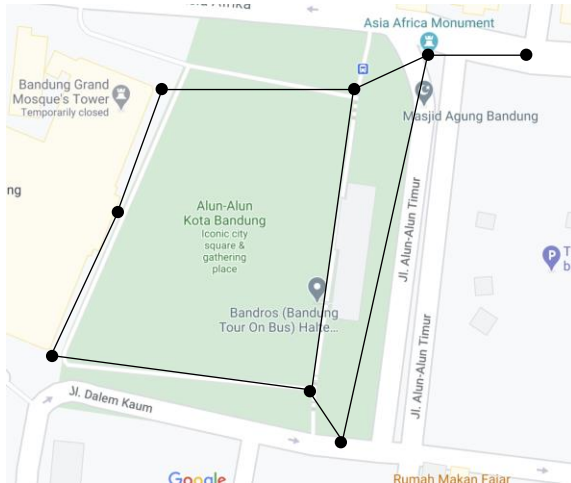 Asia Africa Monument
Bandung Grand
Mosque's Tower
Temporarily closed
Masjid Agung Bandung
ng
Alun-Alun
Kota Bandung
Iconic city
square &
gathering
place
Jl. Alun-Alun Timur
P
T
b
Bandros (Bandung
Tour On Bus) Halte...
Jl. Alun-Alun Timur
Jl. Dalem Kaum
Google
Rumah Makan Fajar